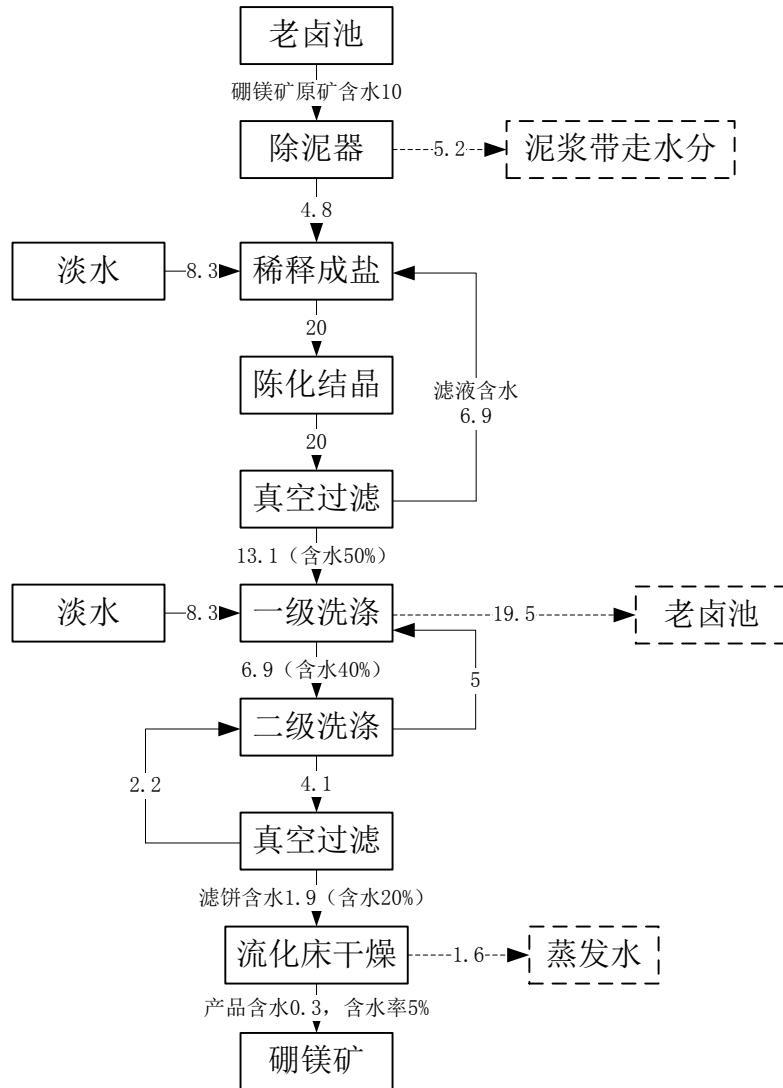 老卤池
硼镁矿原矿含水10
除泥器
5.2
泥浆带走水分
4.8
淡水
8.3
稀释成盐
20
陈化结晶
滤液含水
6.9
20
真空过滤
13.1（含水50%）
淡水
8.3
一级洗涤
19.5
老卤池
6.9（含水40%）
5
二级洗涤
2.2
4.1
真空过滤
滤饼含水1.9（含水20%）
流化床干燥
1.6
蒸发水
产品含水0.3，含水率5%
硼镁矿